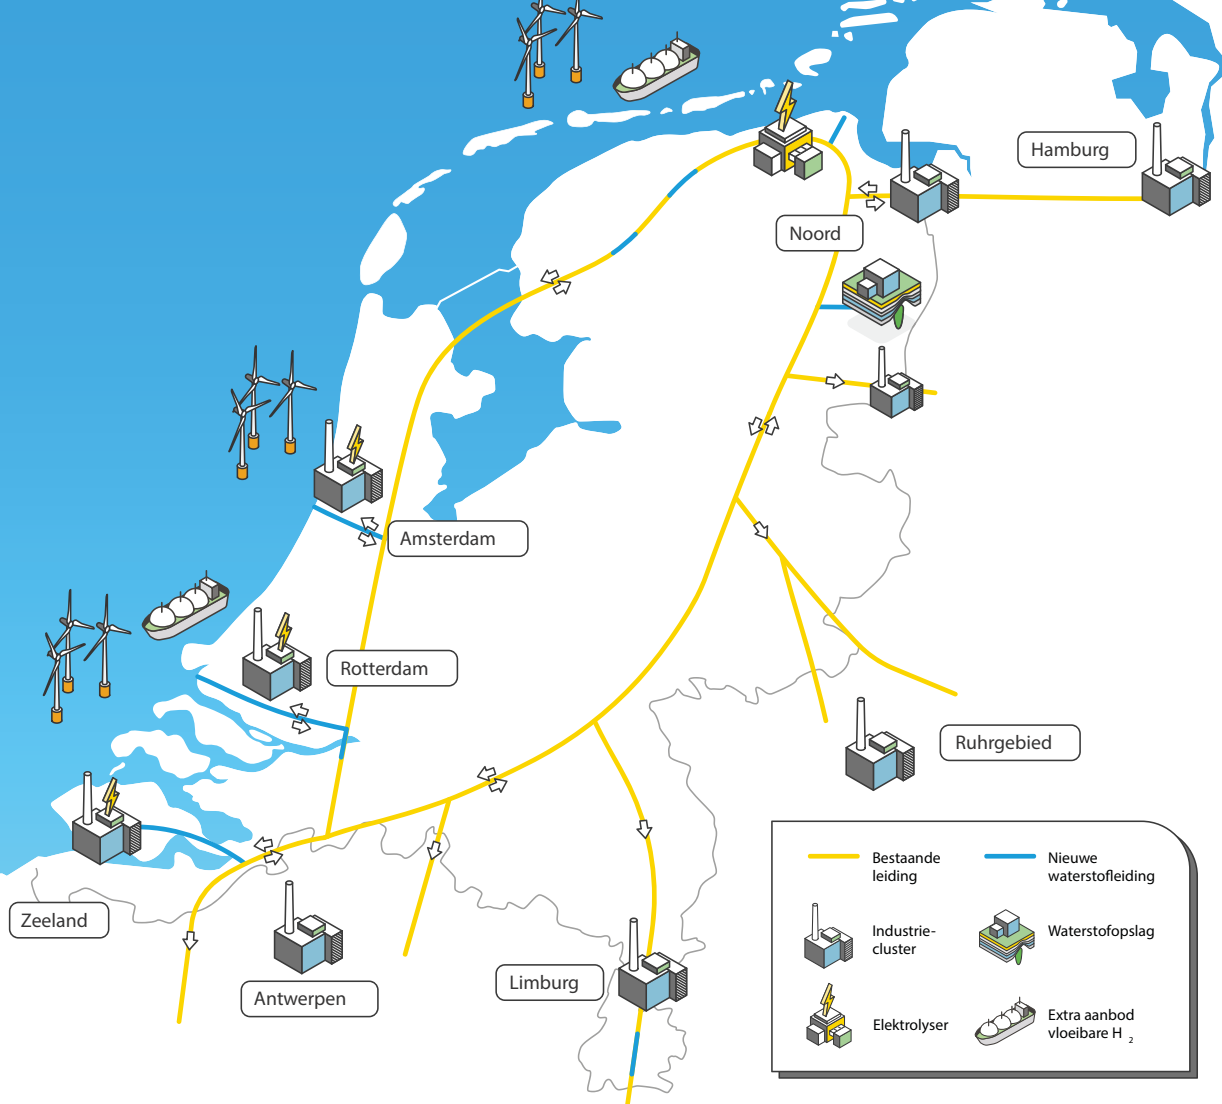 Hamburg
Noord
Amsterdam
Rotterdam
Ruhrgebied
Zeeland
Antwerpen
Limburg
Bestaande
leiding
Nieuwe
waterstofleiding
Industrie-
cluster
Waterstofopslag
Elektrolyser
Extra aanbod
vloeibare H 2